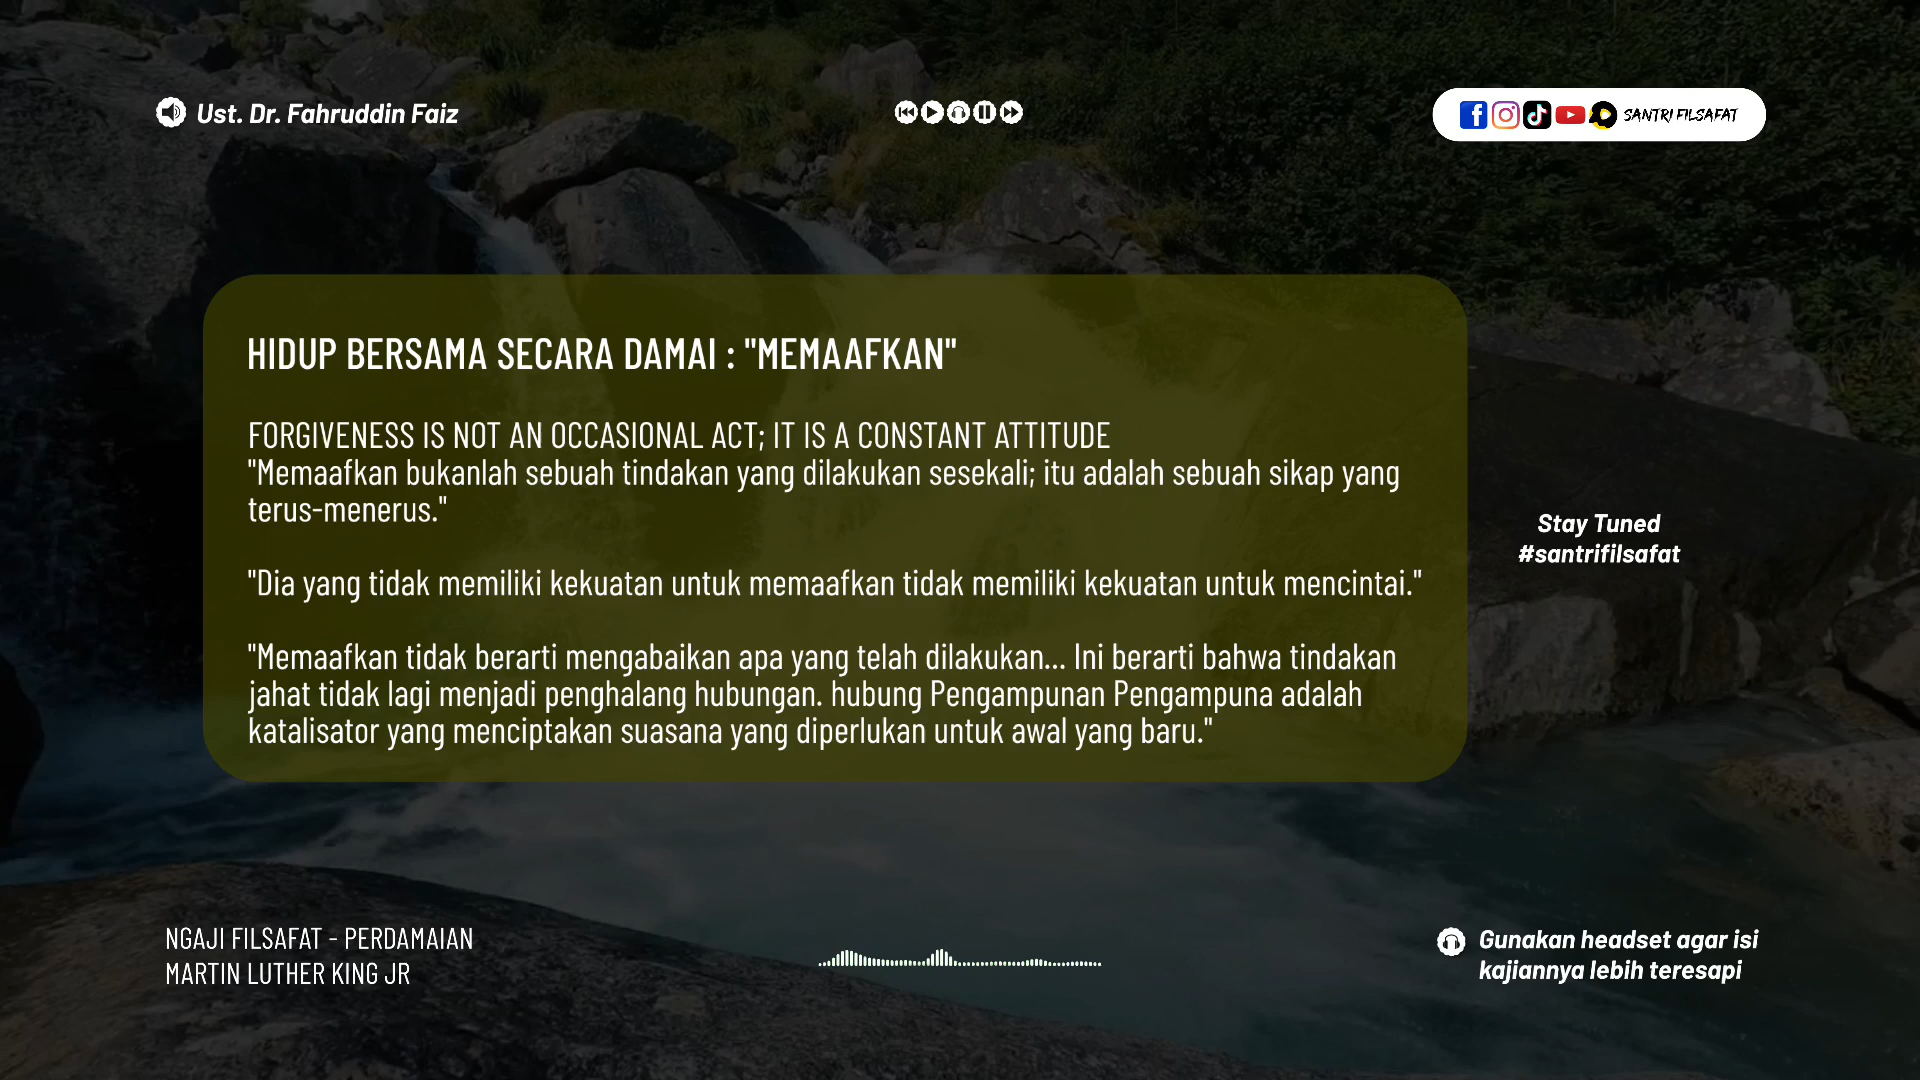 Ust. Dr. Fahruddin Faiz
SANTRI FILSAFAT
HIDUP BERSAMA SECARA DAMAI : "MEMAAFKAN"
FORGIVENESS IS NOT AN OCCASIONAL ACT; IT IS A CONSTANT ATTITUDE
"Memaafkan bukanlah sebuah tindakan yang dilakukan sesekali; itu adalah sebuah sikap yang
terus-menerus."
"Dia yang tidak memiliki kekuatan untuk memaafkan tidak memiliki kekuatan untuk mencintai."
"Memaafkan tidak berarti mengabaikan apa yang telah dilakukan... Ini berarti bahwa tindakan
jahat tidak lagi menjadi penghalang hubungan. hubung Pengampunan Pengampuna adalah
katalisator yang menciptakan suasana yang diperlukan untuk awal yang baru."
Stay Tuned
#santrifilsafat
NGAJI FILSAFAT - PERDAMAIAN
MARTIN LUTHER KING JR
Gunakan headset agar isi
kajiannya lebih teresapi